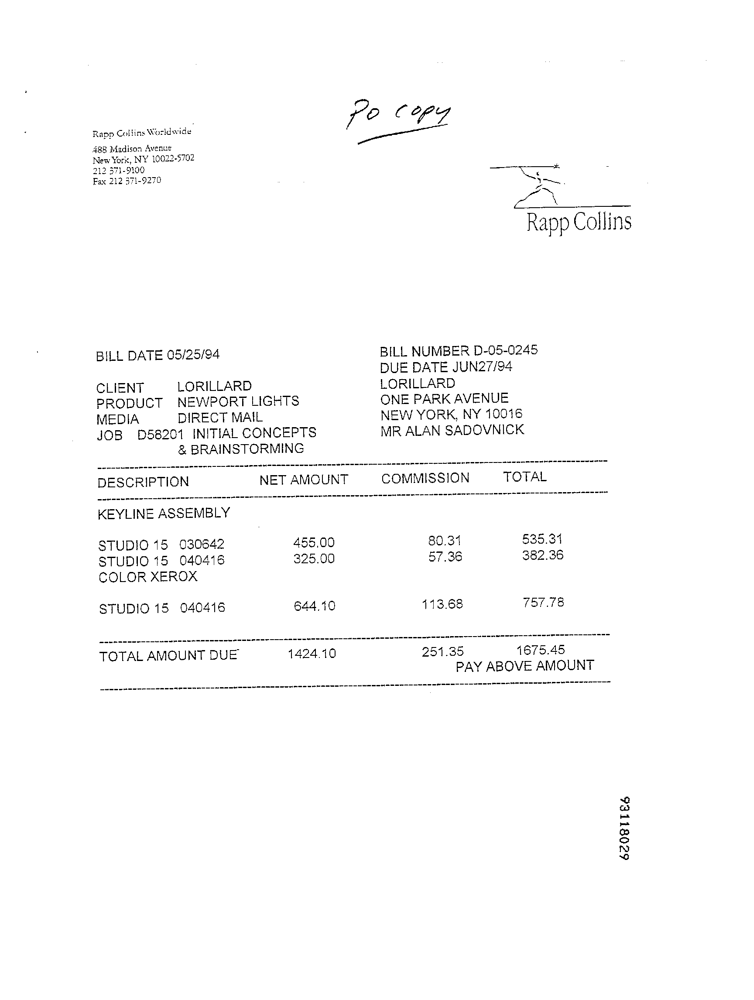 Po copy
Rapp Collins Worldwide
488 Madison Avenue
New York, NY 10022-5702
212 371-9100
Fax 212 371-9270
Rapp Collins
BILL DATE 05/25/94
CLIENT LORILLARD
PRODUCT NEWPORT LIGHTS
MEDIA DIRECT MAIL
JOB D58201 INITIAL CONCEPTS
& BRAINSTORMING
BILL NUMBER D-05-0245
DUE DATE JUN27/94
LORILLARD
ONE PARK AVENUE
NEW YORK, NY 10016
MR ALAN SADOVNICK
DESCRIPTION NET AMOUNT COMMISSION TOTAL
KEYLINE ASSEMBLY
STUDIO 15 030642 455.00 80.31 535.31
STUDIO 15 040416 325.00 57.36 382.36
COLOR XEROX
STUDIO 15 040416 644.10 113.68 757.78
TOTAL AMOUNT DUE 1424.10 251.35 1675.45
PAY ABOVE AMOUNT
93118029